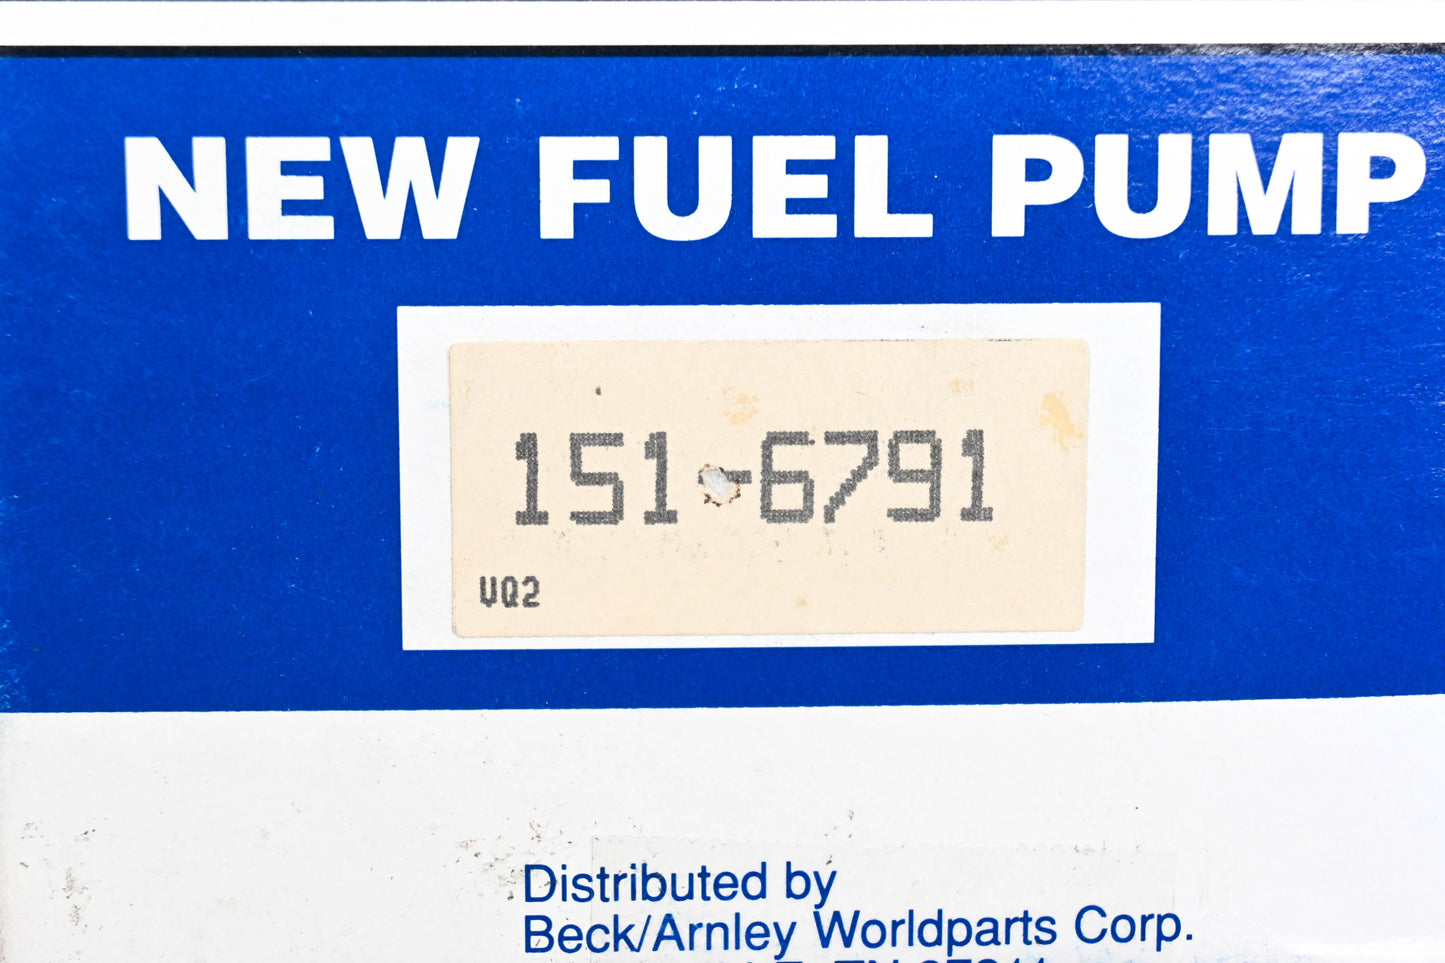 NEW FUEL PUMP
151-6791
VQ2
Distributed by
Beck/Arnley Worldparts Corp.